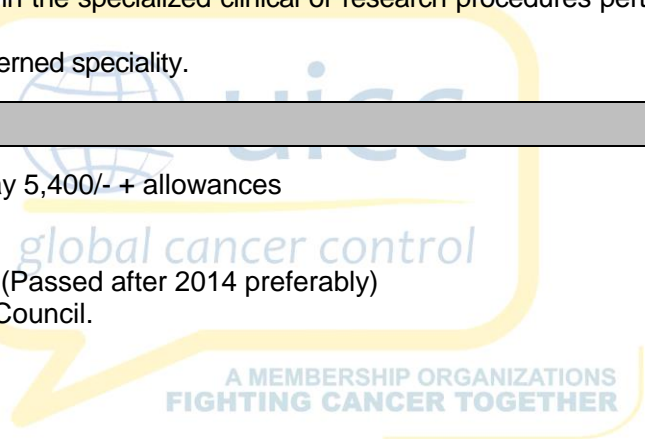 in the specialized clinical or research procedures
erned speciality.
uicc
y 5,400/- + allowances
global cancer control
(Passed after 2014 preferably)
Council.
A MEMBERSHIP ORGANIZATIONS
FIGHTING CANCER TOGETHER